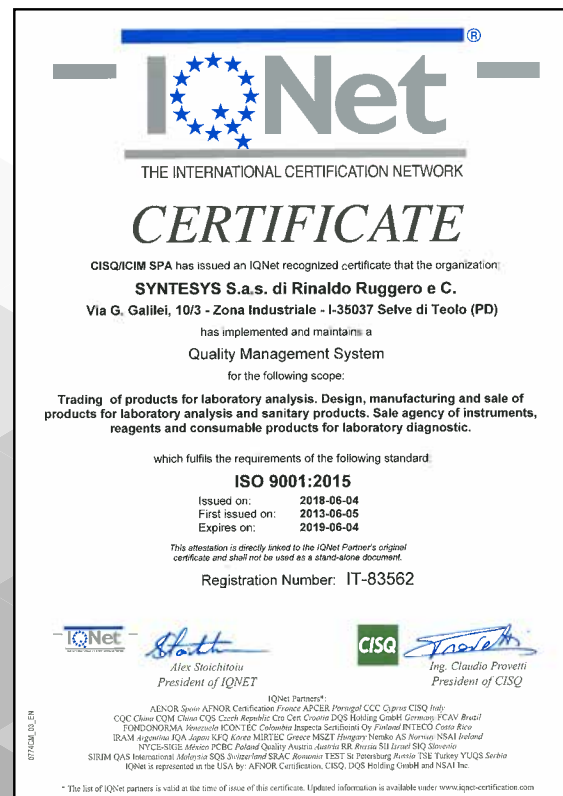 IQNet®
THE INTERNATIONAL CERTIFICATION NETWORK
CERTIFICATE
CISQ/ICIM SPA has issued an IQNet recognized certificate that the organization:
SYNTESYS S.a.s. di Rinaldo Ruggero e C.
Via G. Galilei, 10/3 - Zona Industriale - I-35037 Selve di Teolo (PD)
has implemented and maintains a
Quality Management System
for the following scope:
Trading of products for laboratory analysis. Design, manufacturing and sale of
products for laboratory analysis and sanitary products. Sale agency of instruments,
reagents and consumable products for laboratory diagnostic.
which fulfils the requirements of the following standard:
ISO 9001:2015
Issued on: 2018-06-04
First issued on: 2013-06-05
Expires on: 2019-06-04
This attestation is directly linked to the IQNet Partner's original
certificate and shall not be used as a stand-alone document.
Registration Number: IT-83562
IQNet
CISQ
Alex Stoichitoiu
President of IQNET
Ing. Claudio Provetti
President of CISQ
IQNet Partners*:
AENOR Spain AFNOR Certification France APCER Portugal CCC Cyprus CISQ Italy
CQC China CQM China CQS Czech Republic Cro Cert Croatia DQS Holding GmbH Germany FCAV Brazil
FONDONORMA Venezuela ICONTEC Colombia Inspecta Sertifiointi Oy Finland INTECO Costa Rica
IRAM Argentina JQA Japan KFQ Korea MIRTEC Greece MSZT Hungary Nemko AS Norway NSAI Ireland
NYCE-SIGE México PCBC Poland Quality Austria Austria RR Russia SII Israel SIQ Slovenia
SIRIM QAS International Malaysia SQS Switzerland SRAC Romania TEST St Petersburg Russia TSE Turkey YUQS Serbia
IQNet is represented in the USA by: AFNOR Certification, CISQ, DQS Holding GmbH and NSAI Inc.
* The list of IQNet partners is valid at the time of issue of this certificate. Updated information is available under www.iqnet-certification.com
0774CM_03_EN